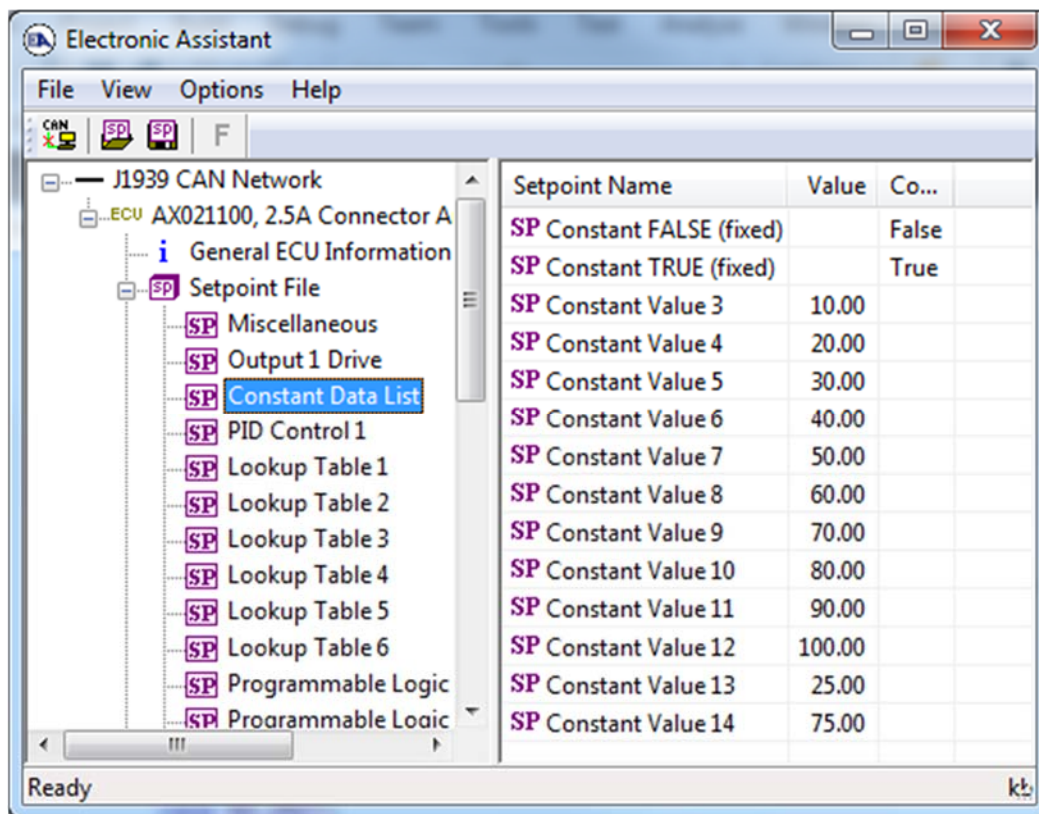 EA Electronic Assistant
File View Options Help
CAN SP SP F
J1939 CAN Network
ECU AX021100, 2.5A Connector A
i General ECU Information
SP Setpoint File
SP Miscellaneous
SP Output 1 Drive
SP Constant Data List
SP PID Control 1
SP Lookup Table 1
SP Lookup Table 2
SP Lookup Table 3
SP Lookup Table 4
SP Lookup Table 5
SP Lookup Table 6
SP Programmable Logic
SP Programmable Logic
Setpoint Name Value Co...
SP Constant FALSE (fixed) False
SP Constant TRUE (fixed) True
SP Constant Value 3 10.00
SP Constant Value 4 20.00
SP Constant Value 5 30.00
SP Constant Value 6 40.00
SP Constant Value 7 50.00
SP Constant Value 8 60.00
SP Constant Value 9 70.00
SP Constant Value 10 80.00
SP Constant Value 11 90.00
SP Constant Value 12 100.00
SP Constant Value 13 25.00
SP Constant Value 14 75.00
Ready kb